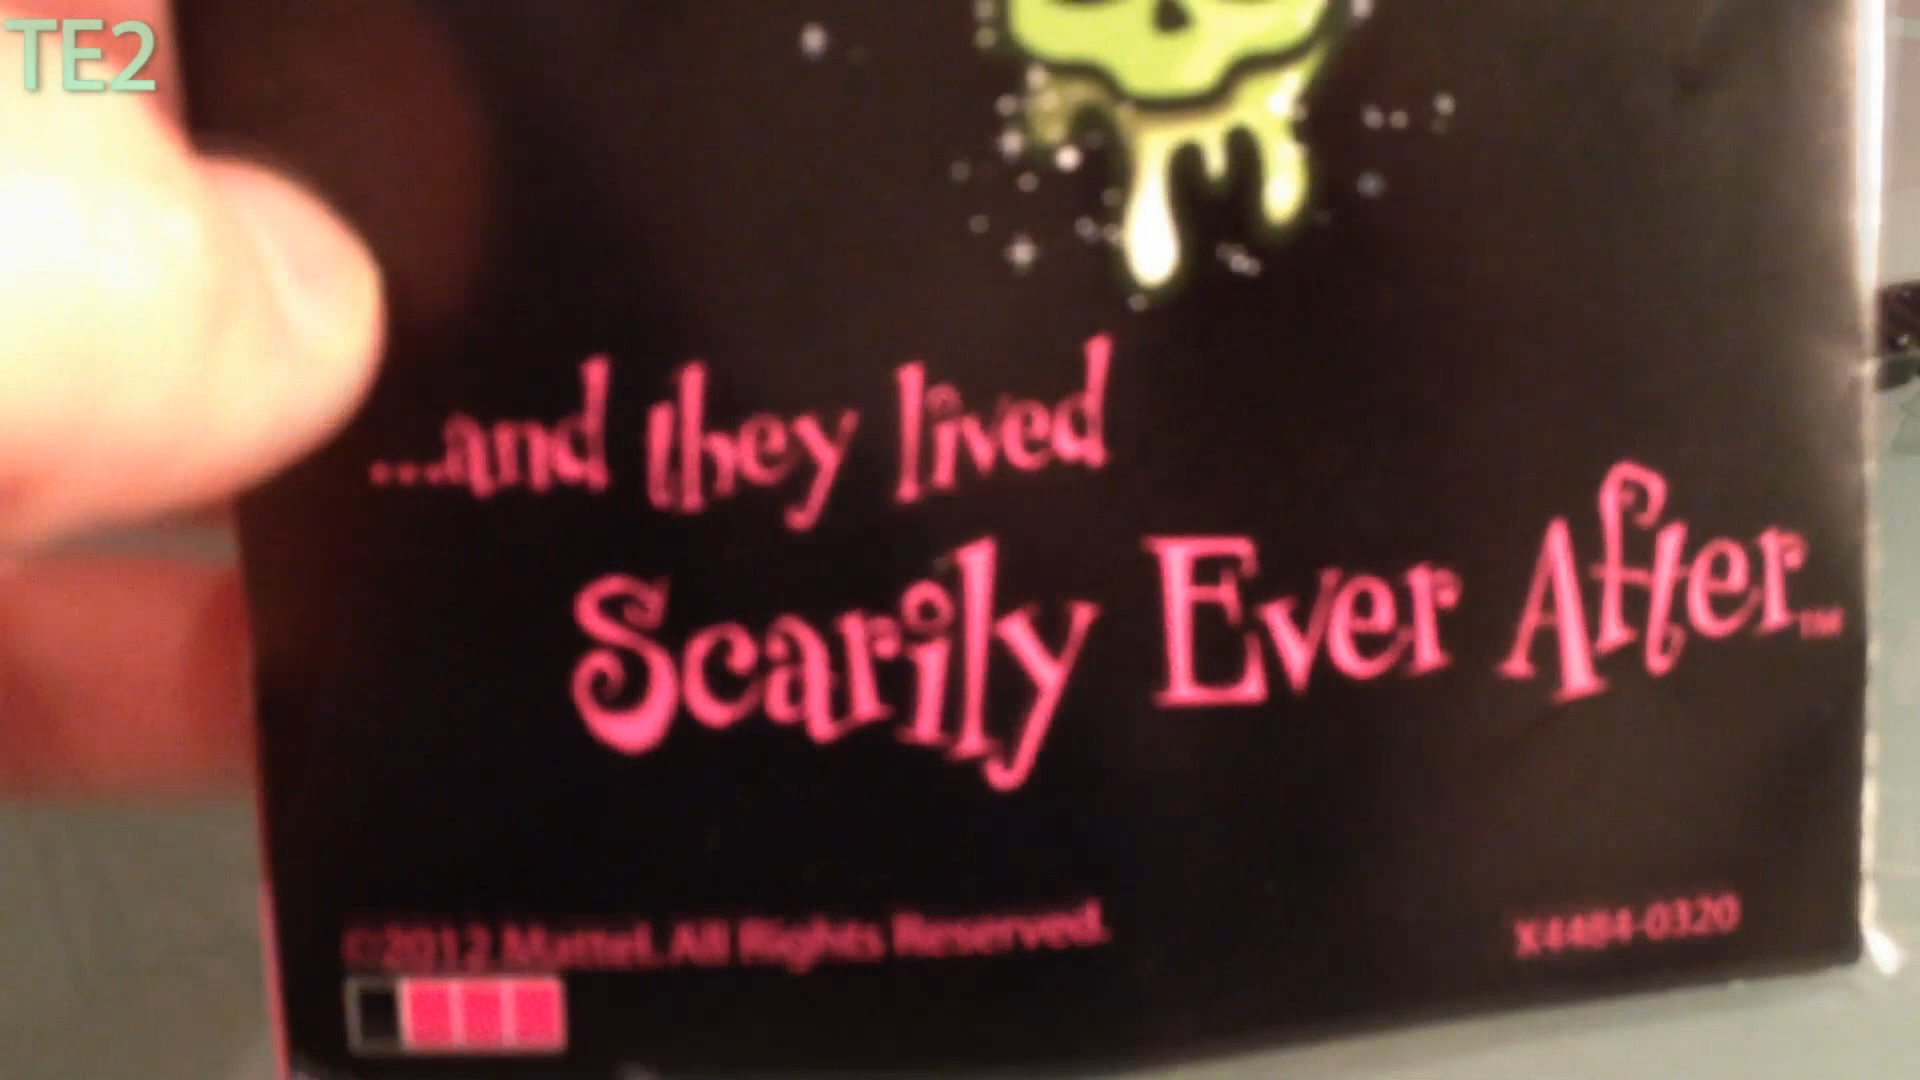 TE2
...and they lived
Scarily Ever After™
©2012 Mattel. All Rights Reserved.
X4484-0320